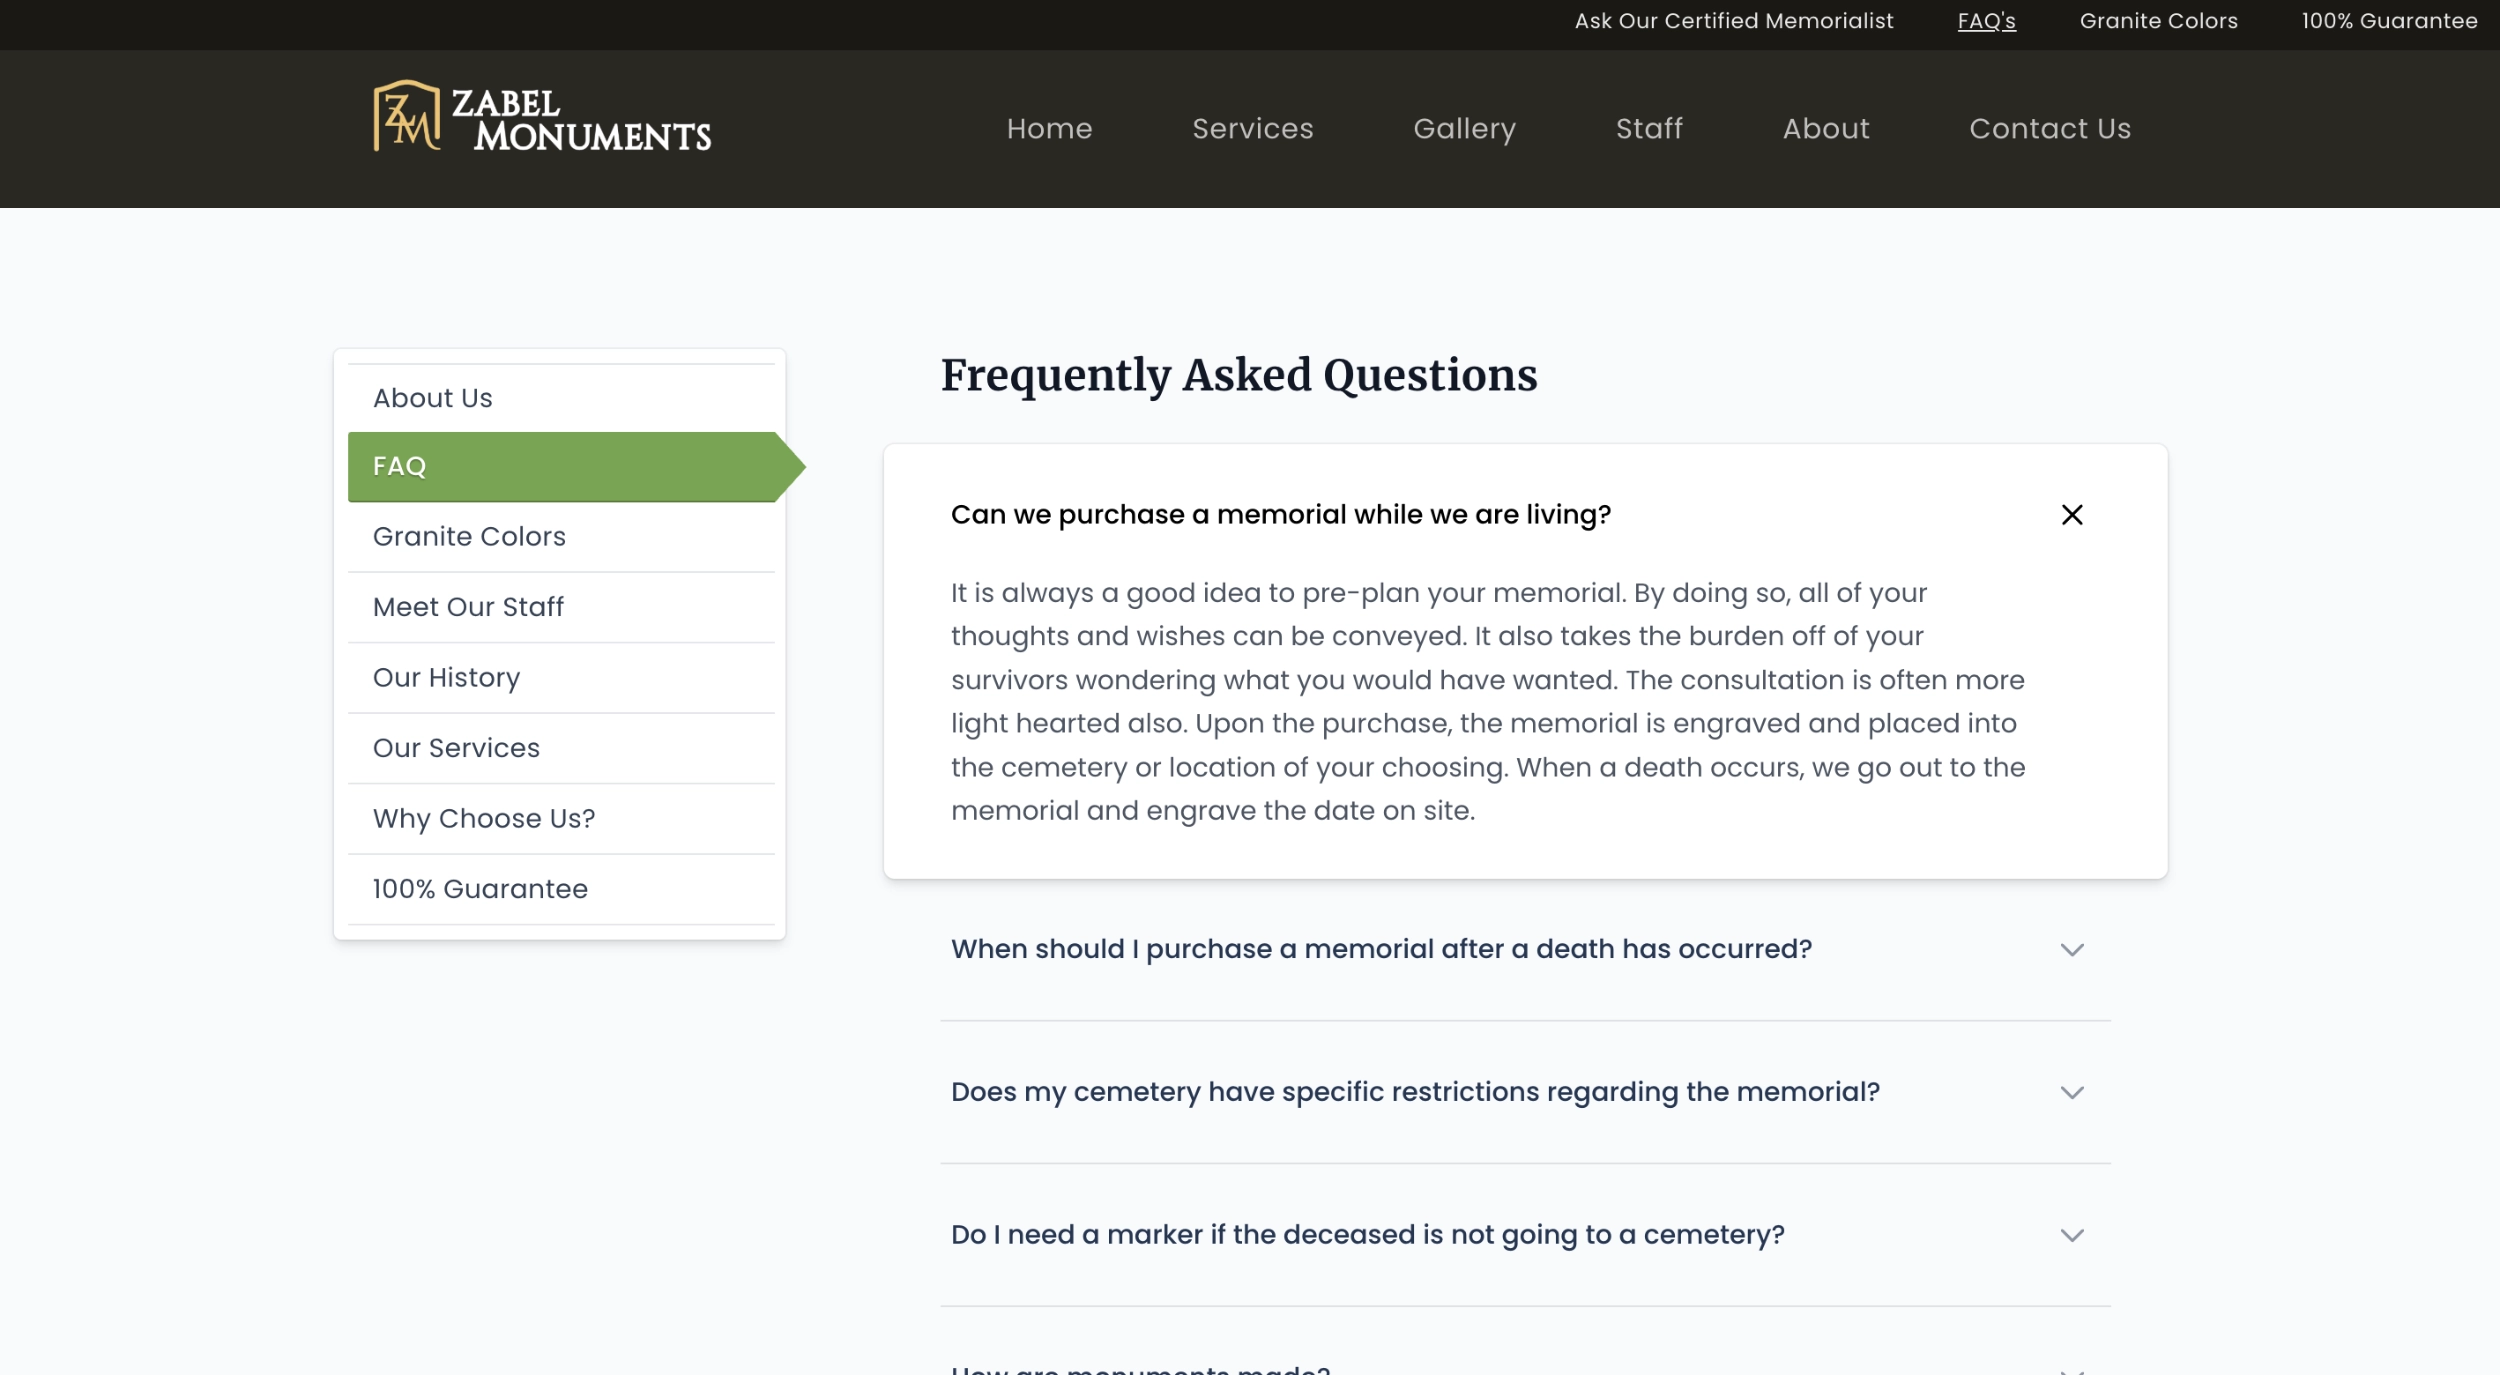 Ask Our Certified Memorialist
FAQ's
Granite Colors
100% Guarantee
ZM
ZABEL
MONUMENTS
Home
Services
Gallery
Staff
About
Contact Us
About Us
FAQ
Granite Colors
Meet Our Staff
Our History
Our Services
Why Choose Us?
100% Guarantee
Frequently Asked Questions
Can we purchase a memorial while we are living?
It is always a good idea to pre-plan your memorial. By doing so, all of your
thoughts and wishes can be conveyed. It also takes the burden off of your
survivors wondering what you would have wanted. The consultation is often more
light hearted also. Upon the purchase, the memorial is engraved and placed into
the cemetery or location of your choosing. When a death occurs, we go out to the
memorial and engrave the date on site.
When should I purchase a memorial after a death has occurred?
Does my cemetery have specific restrictions regarding the memorial?
Do I need a marker if the deceased is not going to a cemetery?
How are monuments made?